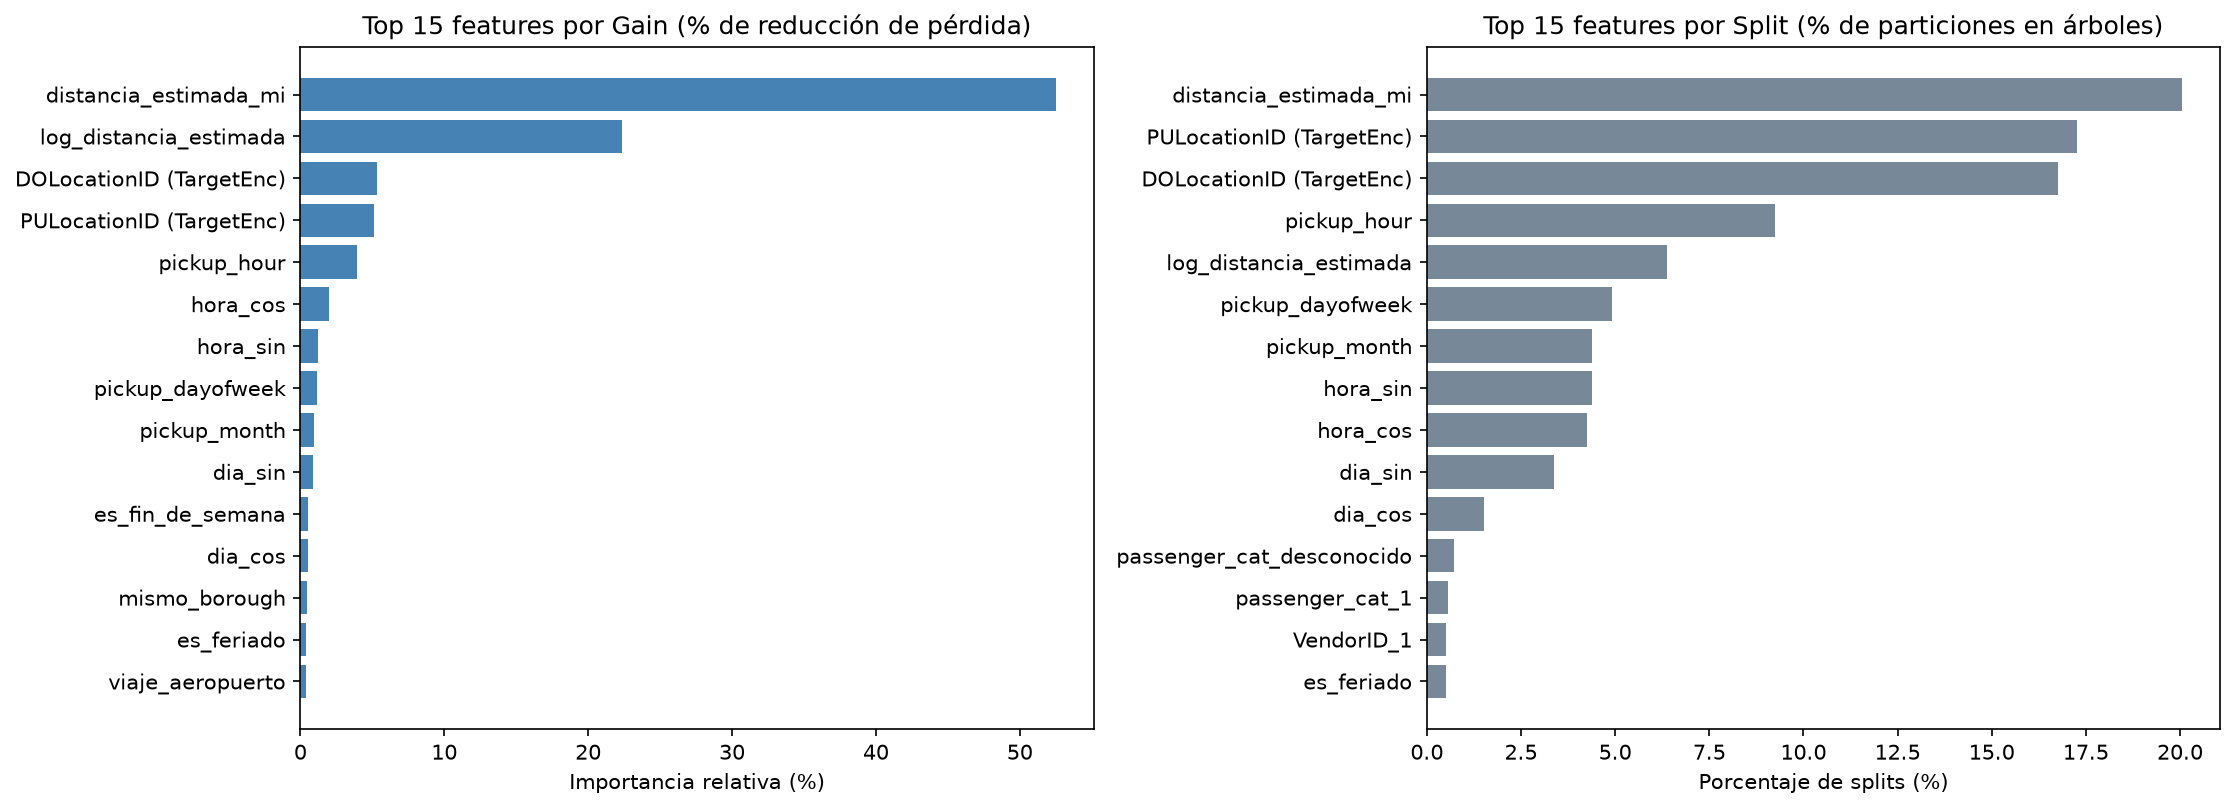 Top 15 features por Gain (% de reducción de pérdida)
distancia_estimada_mi
log_distancia_estimada
DOLocationID (TargetEnc)
PULocationID (TargetEnc)
pickup_hour
hora_cos
hora_sin
pickup_dayofweek
pickup_month
dia_sin
es_fin_de_semana
dia_cos
mismo_borough
es_feriado
viaje_aeropuerto
0 10 20 30 40 50
Importancia relativa (%)
Top 15 features por Split (% de particiones en árboles)
distancia_estimada_mi
PULocationID (TargetEnc)
DOLocationID (TargetEnc)
pickup_hour
log_distancia_estimada
pickup_dayofweek
pickup_month
hora_sin
hora_cos
dia_sin
dia_cos
passenger_cat_desconocido
passenger_cat_1
VendorID_1
es_feriado
0.0 2.5 5.0 7.5 10.0 12.5 15.0 17.5 20.0
Porcentaje de splits (%)